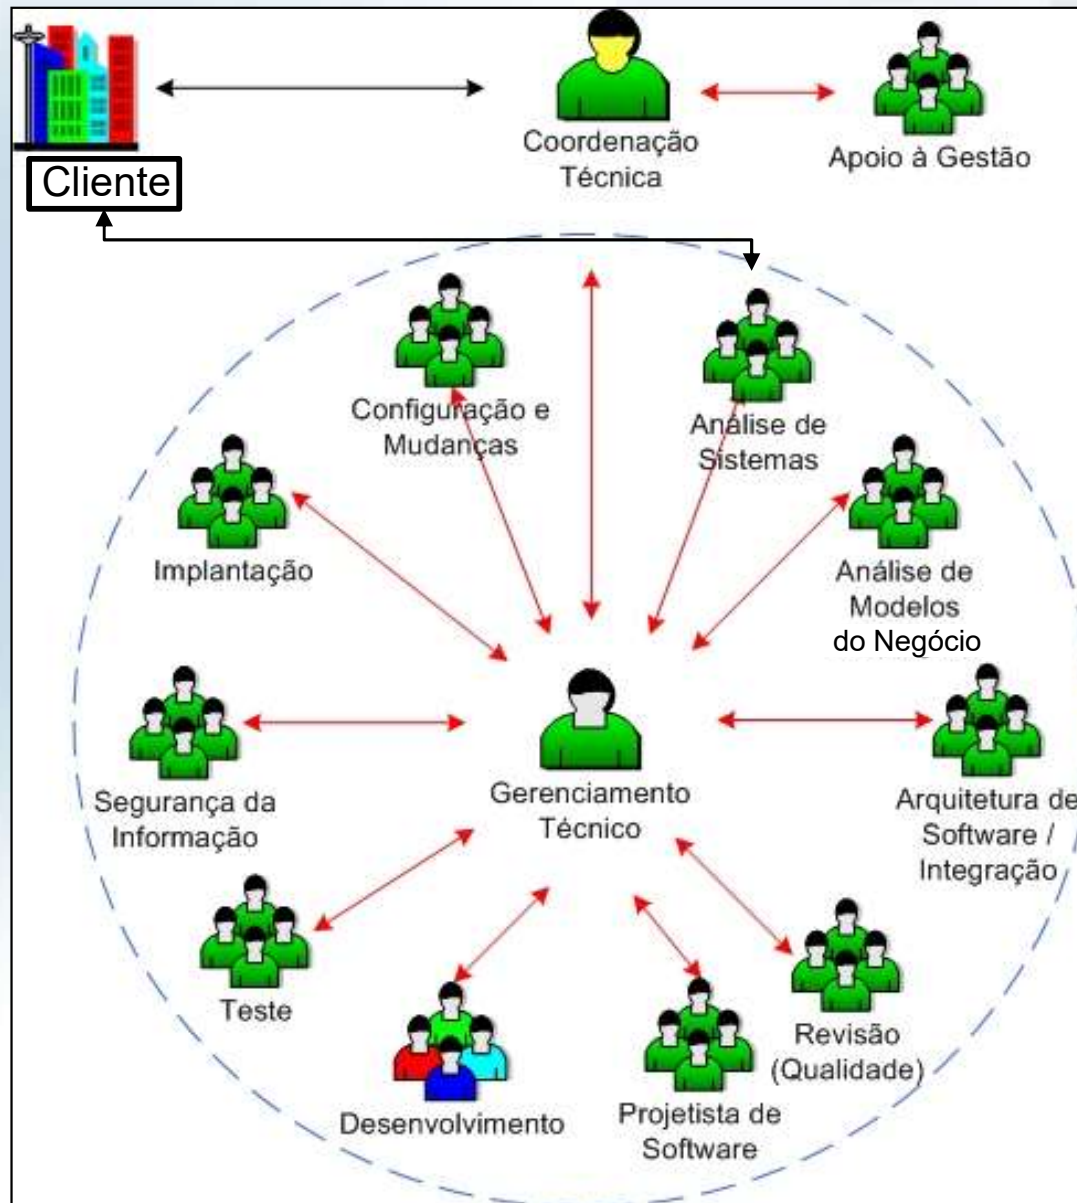 Coordenação
Técnica
Apoio à Gestão
Cliente
Configuração e
Mudanças
Análise de
Sistemas
Implantação
Análise de
Modelos
do Negócio
Segurança da
Informação
Gerenciamento
Técnico
Arquitetura de
Software /
Integração
Teste
Desenvolvimento
Projetista de
Software
Revisão
(Qualidade)